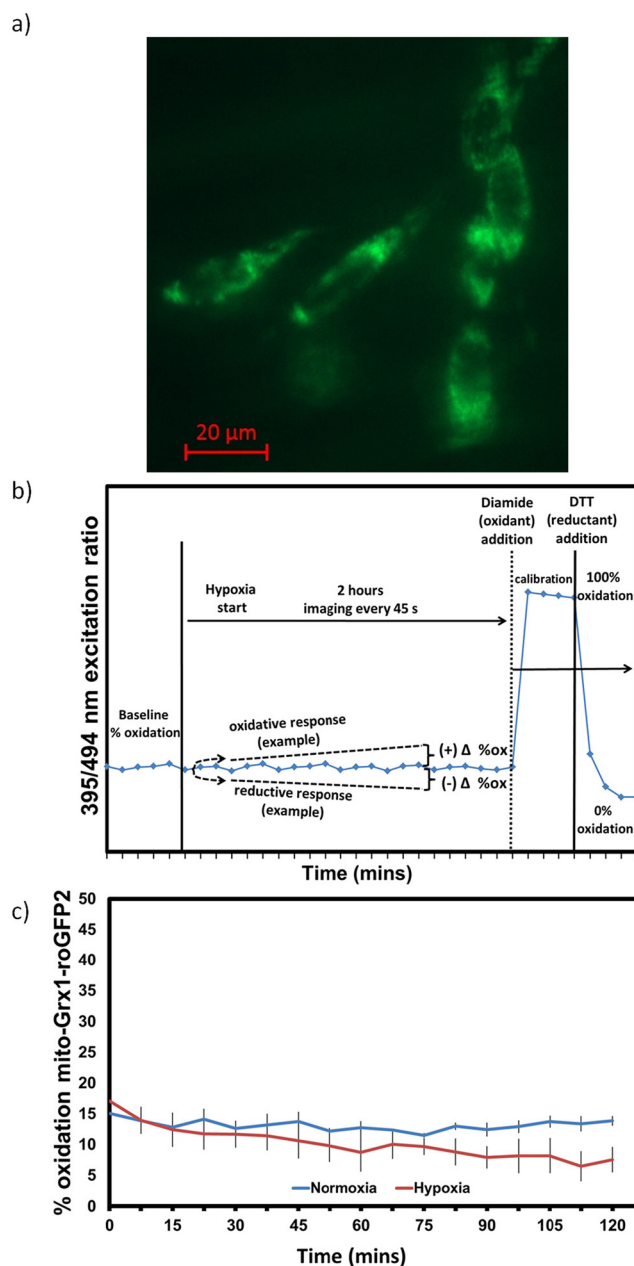 a)
20 µm
b)
395/494 nm excitation ratio
Diamide
(oxidant)
addition
DTT
(reductant)
addition
Hypoxia
start
2 hours
imaging every 45 s
calibration
100%
oxidation
Baseline
% oxidation
oxidative response
(example)
(+) Δ %ox
(-) Δ %ox
reductive response
(example)
0%
oxidation
Time (mins)
c)
% oxidation mito-Grx1-roGFP2
50
45
40
35
30
25
20
15
10
5
0
Normoxia
Hypoxia
0 15 30 45 60 75 90 105 120
Time (mins)